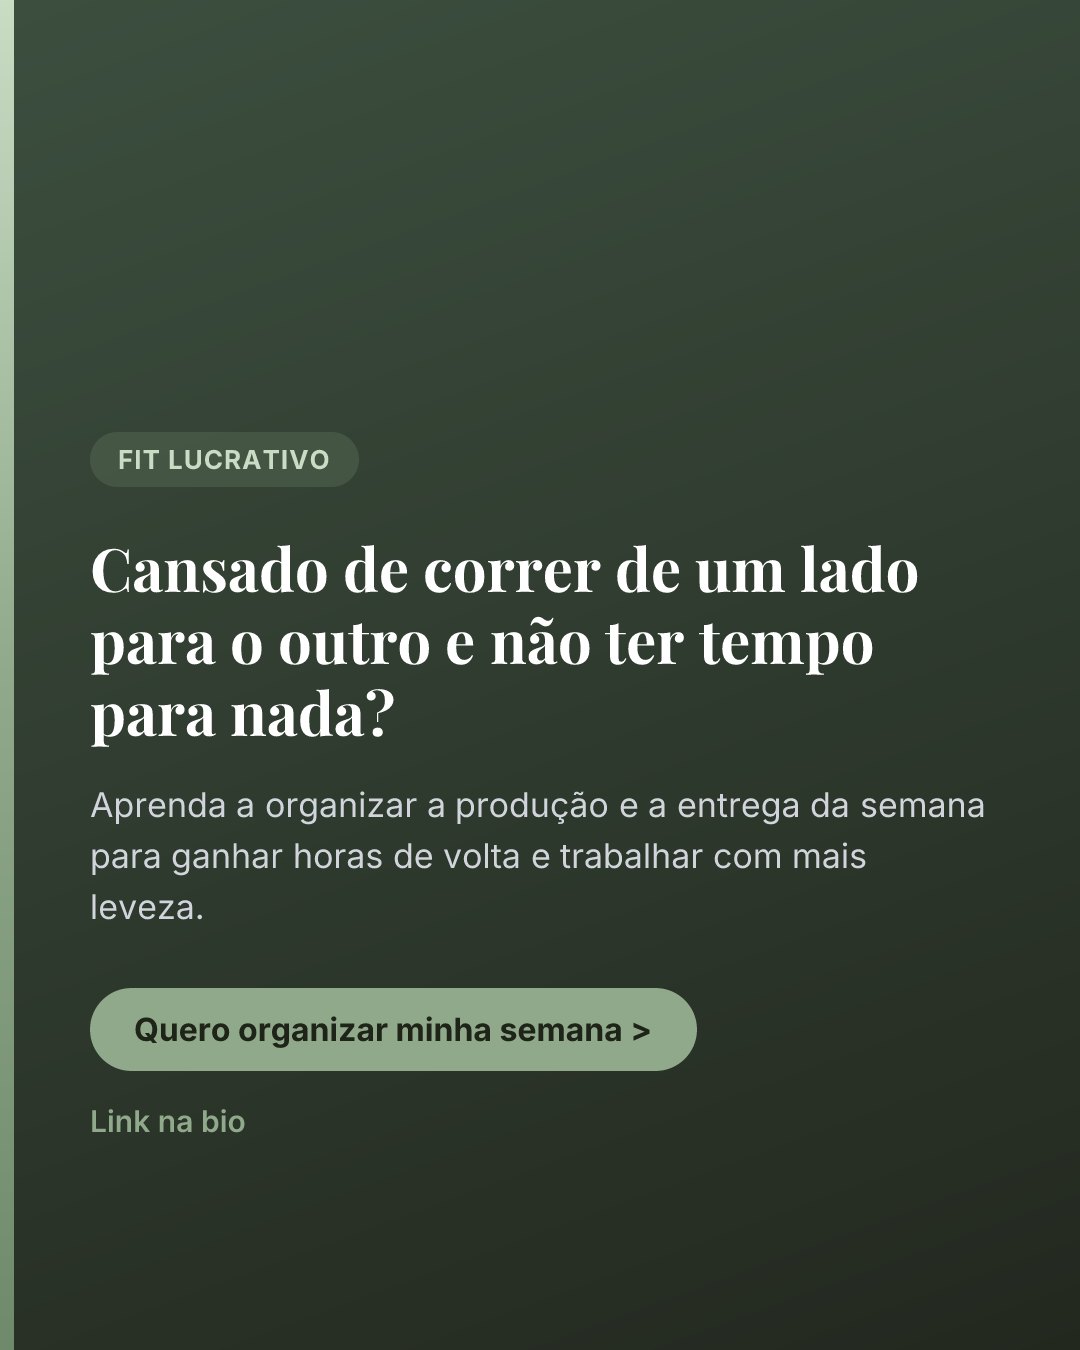 FIT LUCRATIVO
Cansado de correr de um lado
para o outro e não ter tempo
para nada?
Aprenda a organizar a produção e a entrega da semana
para ganhar horas de volta e trabalhar com mais
leveza.
Quero organizar minha semana >
Link na bio